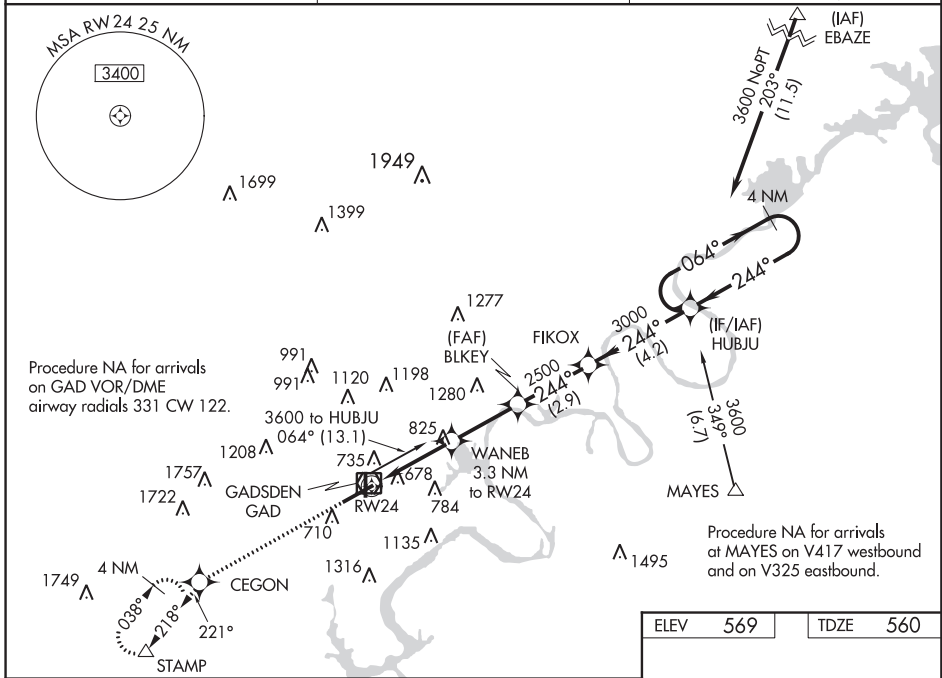 MSA RW24 25 NM
3400
(IAF)
EBAZE
3600 NoPT
203°
(11.5)
1949
1699
1399
4 NM
064°
244°
1277
(FAF)
BLKEY
FIKOX
3000
244°
(4.2)
(IF/IAF)
HUBJU
2500
244°
(2.9)
Procedure NA for arrivals
on GAD VOR/DME
airway radials 331 CW 122.
991
991
1120
1198
1280
3600 to HUBJU
064° (13.1)
825
3600
349°
(6.7)
1208
735
WANEB
3.3 NM
to RW24
1757
678
GADSDEN
GAD
RW24
784
MAYES
1722
710
1135
Procedure NA for arrivals
at MAYES on V417 westbound
and on V325 eastbound.
1495
1316
1749
4 NM
CEGON
038°
218°
221°
STAMP
ELEV 569
TDZE 560